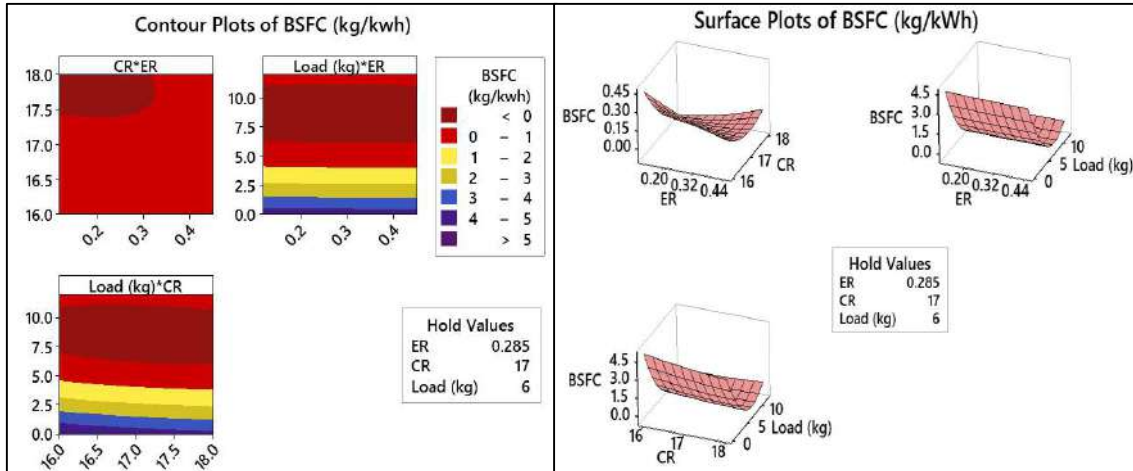 Contour Plots of BSFC (kg/kwh)
CR*ER
18.0
17.5
17.0
16.5
16.0
0.2
0.3
0.4
Load (kg)*ER
10.0
7.5
5.0
2.5
0.0
0.2
0.3
0.4
BSFC
(kg/kwh)
< 0
0 – 1
1 – 2
2 – 3
3 – 4
4 – 5
> 5
Load (kg)*CR
10.0
7.5
5.0
2.5
0.0
16.0
16.5
17.0
17.5
18.0
Hold Values
ER 0.285
CR 17
Load (kg) 6
Surface Plots of BSFC (kg/kWh)
0.45
0.30
0.15
0.00
BSFC
18
17
16
CR
0.20
0.32
0.44
ER
4.5
3.0
1.5
0.0
BSFC
10
5
0
Load (kg)
0.20
0.32
0.44
ER
Hold Values
ER 0.285
CR 17
Load (kg) 6
4.5
3.0
1.5
0.0
BSFC
10
5
0
Load (kg)
16
17
18
CR